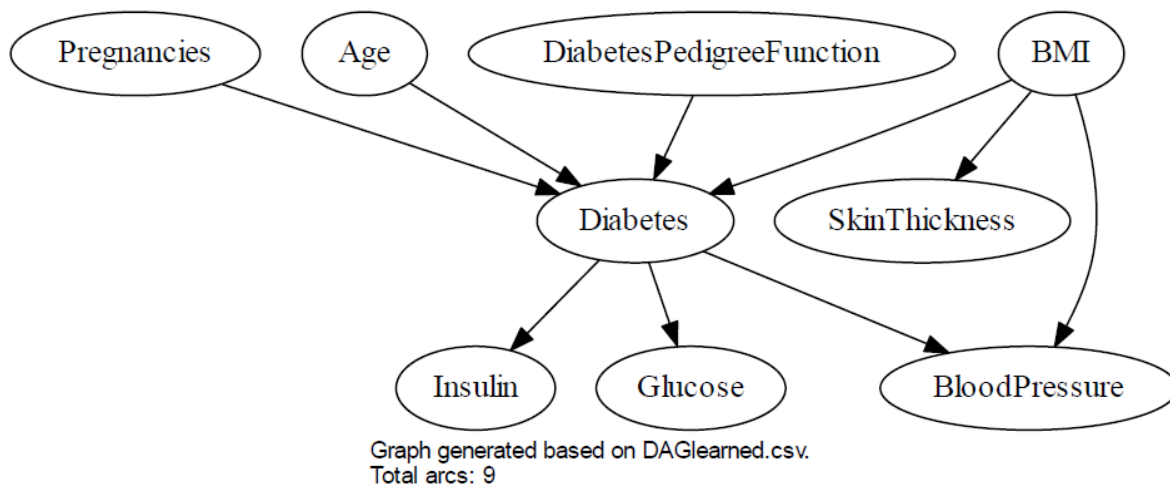 Pregnancies
Age
DiabetesPedigreeFunction
BMI
Diabetes
SkinThickness
Insulin
Glucose
BloodPressure
Graph generated based on DAGlearned.csv.
Total arcs: 9